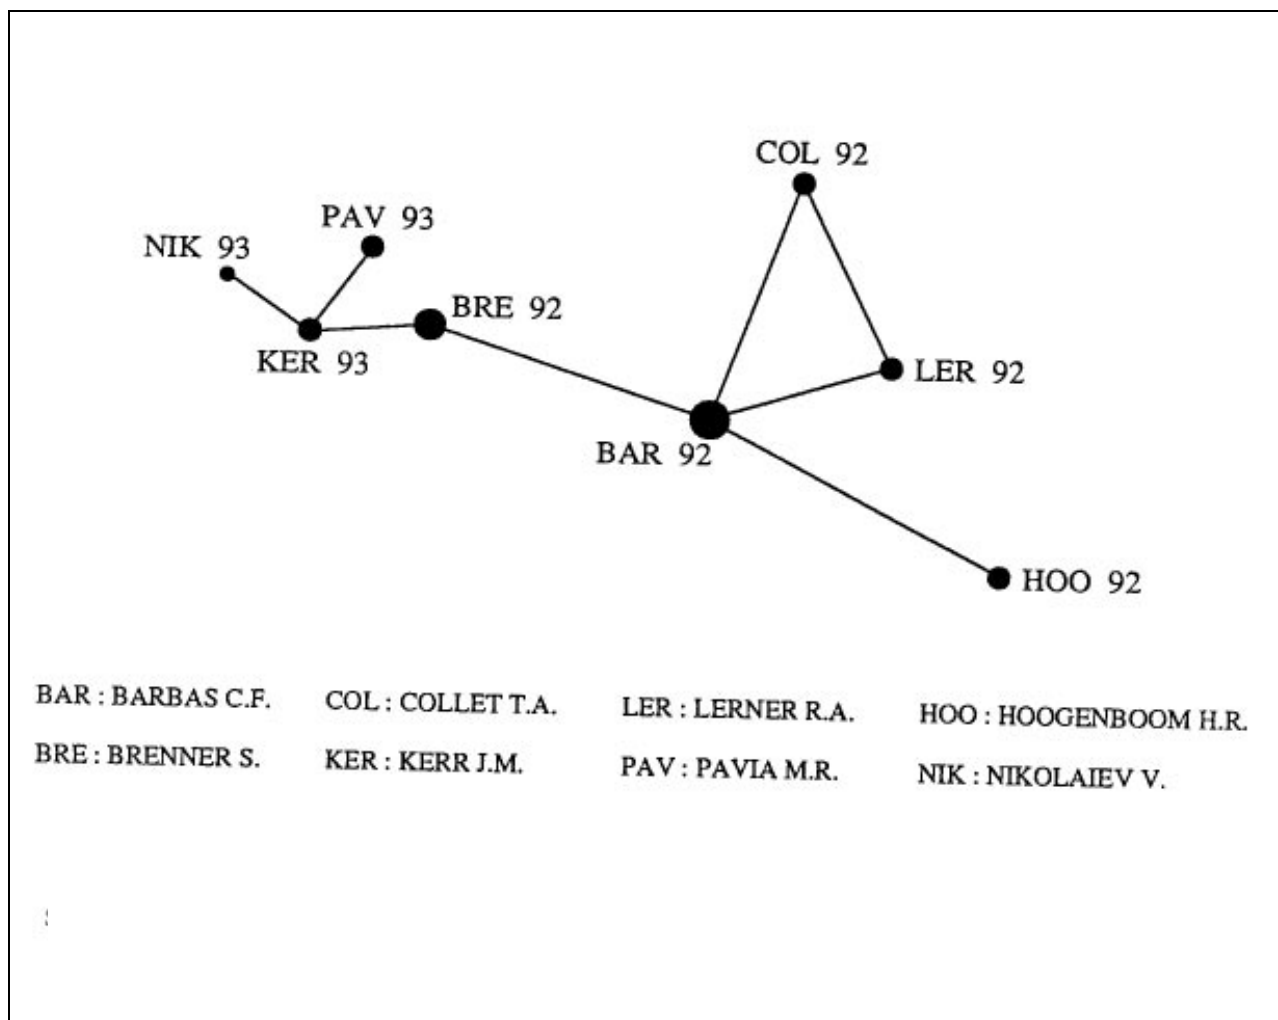 COL 92
PAV 93
NIK 93
BRE 92
KER 93
LER 92
BAR 92
HOO 92
BAR : BARBAS C.F. COL : COLLET T.A. LER : LERNER R.A. HOO : HOOGENBOOM H.R.
BRE : BRENNER S. KER : KERR J.M. PAV : PAVIA M.R. NIK : NIKOLAIEV V.